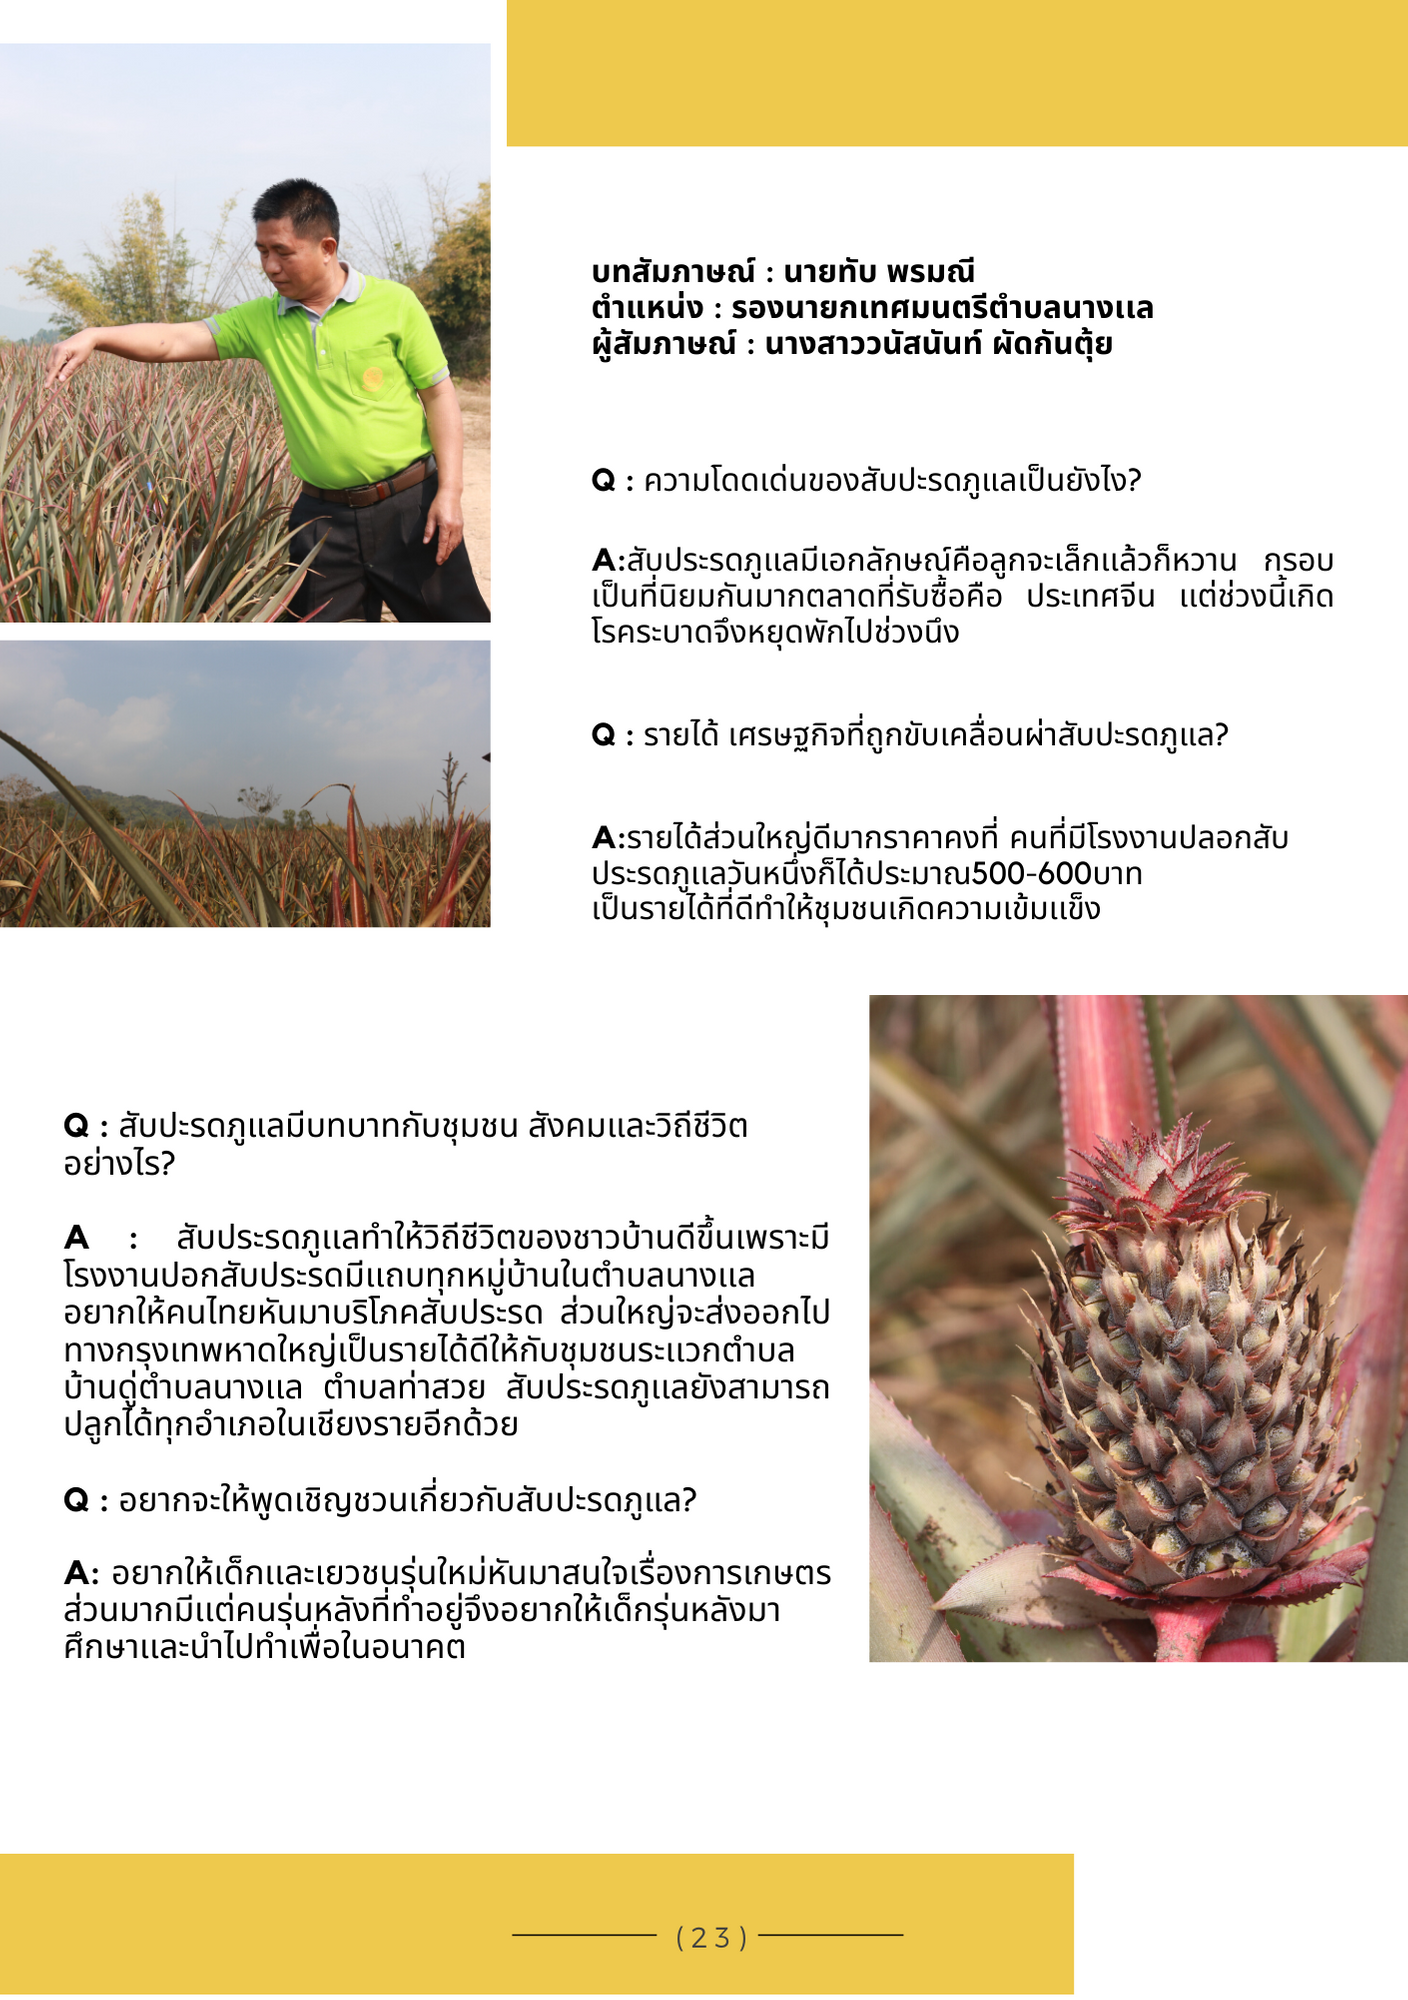 บทสัมภาษณ์ : นายทับ พรมณี
ตำแหน่ง : รองนายกเทศมนตรีตำบลนางแล
ผู้สัมภาษณ์ : นางสาววนัสนันท์ ผัดกันตุ้ย
Q : ความโดดเด่นของสับปะรดภูแลเป็นยังไง?
A:สับประรดภูแลมีเอกลักษณ์คือลูกจะเล็กแล้วก็หวาน กรอบ
เป็นที่นิยมกันมากตลาดที่รับซื้อคือ ประเทศจีน แต่ช่วงนี้เกิด
โรคระบาดจึงหยุดพักไปช่วงนึง
Q : รายได้ เศรษฐกิจที่ถูกขับเคลื่อนผ่าสับปะรดภูแล?
A:รายได้ส่วนใหญ่ดีมากราคาคงที่ คนที่มีโรงงานปลอกสับ
ประรดภูแลวันหนึ่งก็ได้ประมาณ500-600บาท
เป็นรายได้ที่ดีทำให้ชุมชนเกิดความเข้มแข็ง
Q : สับปะรดภูแลมีบทบาทกับชุมชน สังคมและวิถีชีวิต
อย่างไร?
A : สับประรดภูแลทำให้วิถีชีวิตของชาวบ้านดีขึ้นเพราะมี
โรงงานปอกสับประรดมีแถบทุกหมู่บ้านในตำบลนางแล
อยากให้คนไทยหันมาบริโภคสับประรด ส่วนใหญ่จะส่งออกไป
ทางกรุงเทพหาดใหญ่เป็นรายได้ดีให้กับชุมชนระแวกตำบล
บ้านดู่ตำบลนางแล ตำบลท่าสวย สับประรดภูแลยังสามารถ
ปลูกได้ทุกอำเภอในเชียงรายอีกด้วย
Q : อยากจะให้พูดเชิญชวนเกี่ยวกับสับปะรดภูแล?
A: อยากให้เด็กและเยวชนรุ่นใหม่หันมาสนใจเรื่องการเกษตร
ส่วนมากมีแต่คนรุ่นหลังที่ทำอยู่จึงอยากให้เด็กรุ่นหลังมา
ศึกษาและนำไปทำเพื่อในอนาคต
(23)